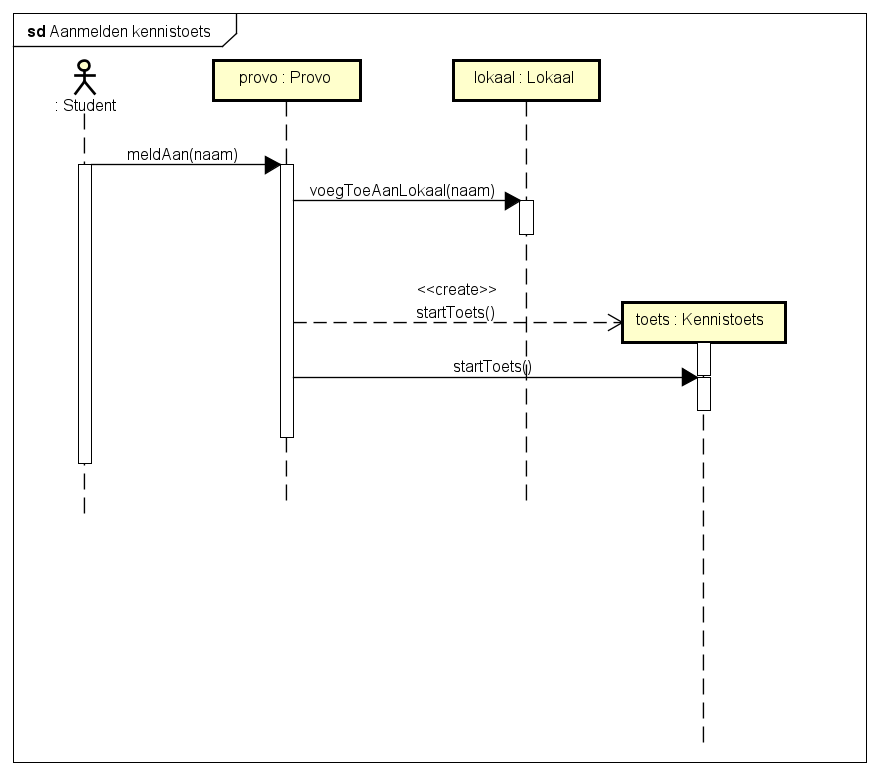 sd Aanmelden kennistoets
: Student
provo : Provo
lokaal : Lokaal
meldAan(naam)
voegToeAanLokaal(naam)
<<create>>
startToets()
toets : Kennistoets
startToets()